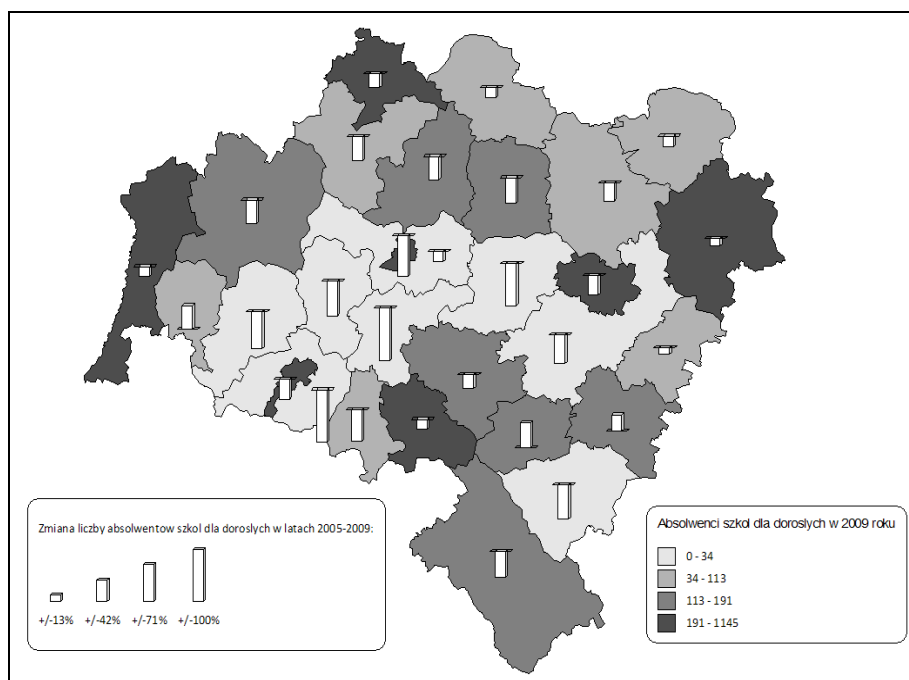 Zmiana liczby absolwentow szkol dla doroslych w latach 2005-2009:
+/-13% +/-42% +/-71% +/-100%
Absolwenci szkol dla doroslych w 2009 roku
0 - 34
34 - 113
113 - 191
191 - 1145